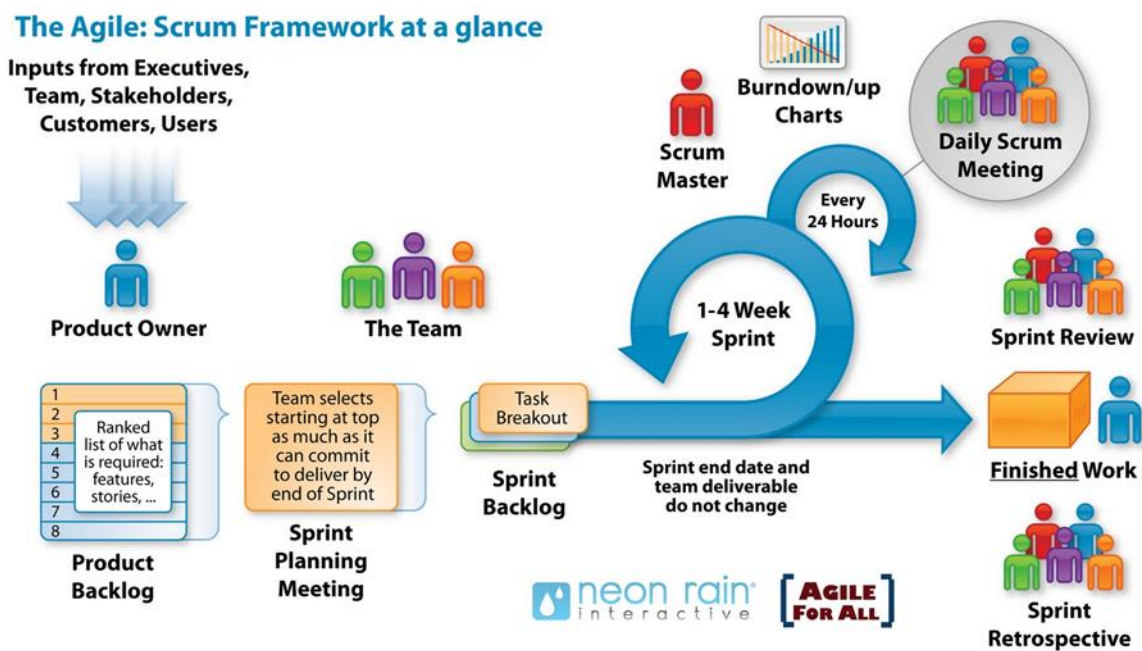 The Agile: Scrum Framework at a glance
Inputs from Executives,
Team, Stakeholders,
Customers, Users
Product Owner
The Team
Scrum
Master
Burndown/up
Charts
Daily Scrum
Meeting
Every
24 Hours
1-4 Week
Sprint
Sprint Review
1
2
3
4
5
6
7
8
Ranked
list of what
is required:
features,
stories, ...
Product
Backlog
Team selects
starting at top
as much as it
can commit
to deliver by
end of Sprint
Sprint
Planning
Meeting
Task
Breakout
Sprint
Backlog
Sprint end date and
team deliverable
do not change
Finished Work
Sprint
Retrospective
neon rain®
interactive
AGILE
FOR ALL